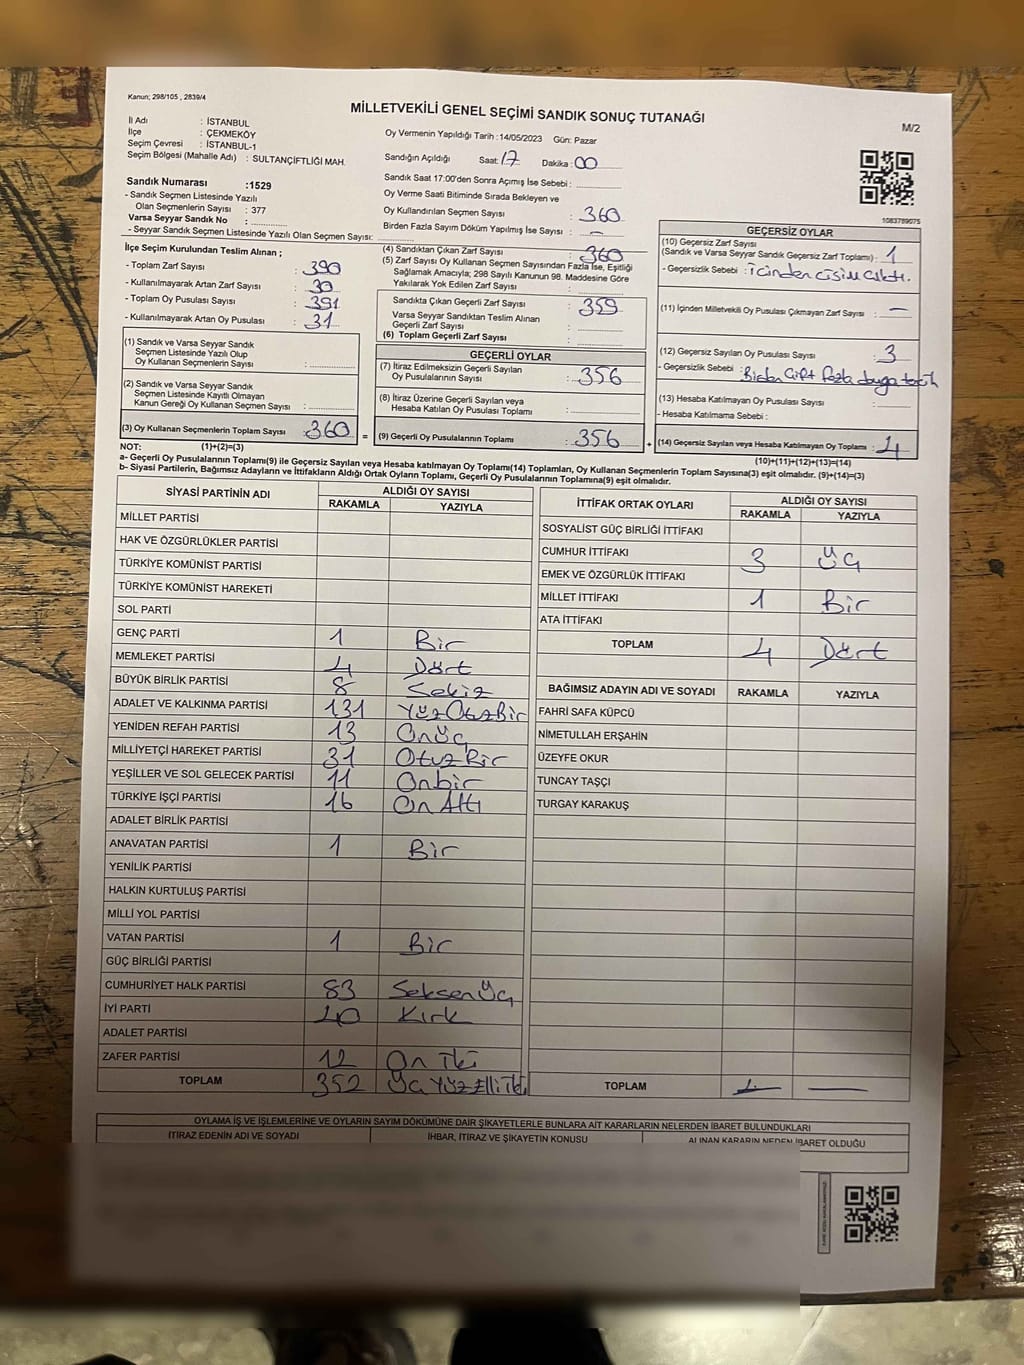 Kanun; 298/105 , 2839/4
MİLLETVEKİLİ GENEL SEÇİMİ SANDIK SONUÇ TUTANAĞI
M/2
İl Adı : İSTANBUL
İlçe : ÇEKMEKÖY
Seçim Çevresi : İSTANBUL-1
Seçim Bölgesi (Mahalle Adı) : SULTANÇİFTLİĞİ MAH.
Sandık Numarası :1529
- Sandık Seçmen Listesinde Yazılı
Olan Seçmenlerin Sayısı : 377
Varsa Seyyar Sandık No :
- Seyyar Sandık Seçmen Listesinde Yazılı Olan Seçmen Sayısı:
Oy Vermenin Yapıldığı Tarih :14/05/2023 Gün: Pazar
Sandığın Açıldığı Saat: 17 Dakika : 00
Sandık Saat 17:00'den Sonra Açımış İse Sebebi :
Oy Verme Saati Bitiminde Sırada Bekleyen ve
Oy Kullandırılan Seçmen Sayısı : 360
Birden Fazla Sayım Döküm Yapılmış İse Sayısı : —
1083789075
İlçe Seçim Kurulundan Teslim Alınan ;
- Toplam Zarf Sayısı : 390
- Kullanılmayarak Artan Zarf Sayısı : 30
- Toplam Oy Pusulası Sayısı : 391
- Kullanılmayarak Artan Oy Pusulası : 31
(1) Sandık ve Varsa Seyyar Sandık
Seçmen Listesinde Yazılı Olup
Oy Kullanan Seçmenlerin Sayısı :
(2) Sandık ve Varsa Seyyar Sandık
Seçmen Listesinde Kayıtlı Olmayan
Kanun Gereği Oy Kullanan Seçmen Sayısı :
(3) Oy Kullanan Seçmenlerin Toplam Sayısı : 360 =
(4) Sandıktan Çıkan Zarf Sayısı : 360
(5) Zarf Sayısı Oy Kullanan Seçmen Sayısından Fazla İse, Eşitliği
Sağlamak Amacıyla; 298 Sayılı Kanunun 98. Maddesine Göre
Yakılarak Yok Edilen Zarf Sayısı :
Sandıkta Çıkan Geçerli Zarf Sayısı : 359
Varsa Seyyar Sandıktan Teslim Alınan
Geçerli Zarf Sayısı :
(6) Toplam Geçerli Zarf Sayısı :
GEÇERLİ OYLAR
(7) İtiraz Edilmeksizin Geçerli Sayılan
Oy Pusulalarının Sayısı : 356
(8) İtiraz Üzerine Geçerli Sayılan veya
Hesaba Katılan Oy Pusulası Toplamı :
(9) Geçerli Oy Pusulalarının Toplamı : 356 +
GEÇERSİZ OYLAR
(10) Geçersiz Zarf Sayısı
(Sandık ve Varsa Seyyar Sandık Geçersiz Zarf Toplamı) : 1
- Geçersizlik Sebebi : içinden cisim çıktı.
(11) İçinden Milletvekili Oy Pusulası Çıkmayan Zarf Sayısı : —
(12) Geçersiz Sayılan Oy Pusulası Sayısı : 3
- Geçersizlik Sebebi : Birden çift fazla
(13) Hesaba Katılmayan Oy Pusulası Sayısı :
- Hesaba Katılmama Sebebi :
(14) Geçersiz Sayılan veya Hesaba Katılmayan Oy Toplamı : 4
NOT: (1)+(2)=(3)
(10)+(11)+(12)+(13)=(14)
a- Geçerli Oy Pusulalarının Toplamı(9) ile Geçersiz Sayılan veya Hesaba katılmayan Oy Toplamı(14) Toplamları, Oy Kullanan Seçmenlerin Toplam Sayısına(3) eşit olmalıdır. (9)+(14)=(3)
b- Siyasi Partilerin, Bağımsız Adayların ve İttifakların Aldığı Ortak Oyların Toplamı, Geçerli Oy Pusulalarının Toplamına(9) eşit olmalıdır.
SİYASİ PARTİNİN ADI ALDIĞI OY SAYISI
RAKAMLA YAZIYLA
MİLLET PARTİSİ
HAK VE ÖZGÜRLÜKLER PARTİSİ
TÜRKİYE KOMÜNİST PARTİSİ
TÜRKİYE KOMÜNİST HAREKETİ
SOL PARTİ
GENÇ PARTİ 1 Bir
MEMLEKET PARTİSİ 4 Dört
BÜYÜK BİRLİK PARTİSİ 8 Sekiz
ADALET VE KALKINMA PARTİSİ 131 YüzOtuzBir
YENİDEN REFAH PARTİSİ 13 Onüç
MİLLİYETÇİ HAREKET PARTİSİ 31 OtuzBir
YEŞİLLER VE SOL GELECEK PARTİSİ 11 Onbir
TÜRKİYE İŞÇİ PARTİSİ 16 On Altı
ADALET BİRLİK PARTİSİ
ANAVATAN PARTİSİ 1 Bir
YENİLİK PARTİSİ
HALKIN KURTULUŞ PARTİSİ
MİLLİ YOL PARTİSİ
VATAN PARTİSİ 1 Bir
GÜÇ BİRLİĞİ PARTİSİ
CUMHURİYET HALK PARTİSİ 83 SeksenÜç
İYİ PARTİ 40 Kırk
ADALET PARTİSİ
ZAFER PARTİSİ 12 On İki
TOPLAM 352 Üç Yüz Elli İki
İTTİFAK ORTAK OYLARI ALDIĞI OY SAYISI
RAKAMLA YAZIYLA
SOSYALİST GÜÇ BİRLİĞİ İTTİFAKI
CUMHUR İTTİFAKI 3 Üç
EMEK VE ÖZGÜRLÜK İTTİFAKI
MİLLET İTTİFAKI 1 Bir
ATA İTTİFAKI
TOPLAM 4 Dört
BAĞIMSIZ ADAYIN ADI VE SOYADI RAKAMLA YAZIYLA
FAHRİ SAFA KÜPCÜ
NİMETULLAH ERŞAHİN
ÜZEYFE OKUR
TUNCAY TAŞÇI
TURGAY KARAKUŞ
TOPLAM — —
OYLAMA İŞ VE İŞLEMLERİNE VE OYLARIN SAYIM DÖKÜMÜNE DAİR ŞİKAYETLERLE BUNLARA AİT KARARLARIN NELERDEN İBARET BULUNDUKLARI
İTİRAZ EDENİN ADI VE SOYADI İHBAR, İTİRAZ VE ŞİKAYETİN KONUSU ALINAN KARARIN NEDEN İBARET OLDUĞU